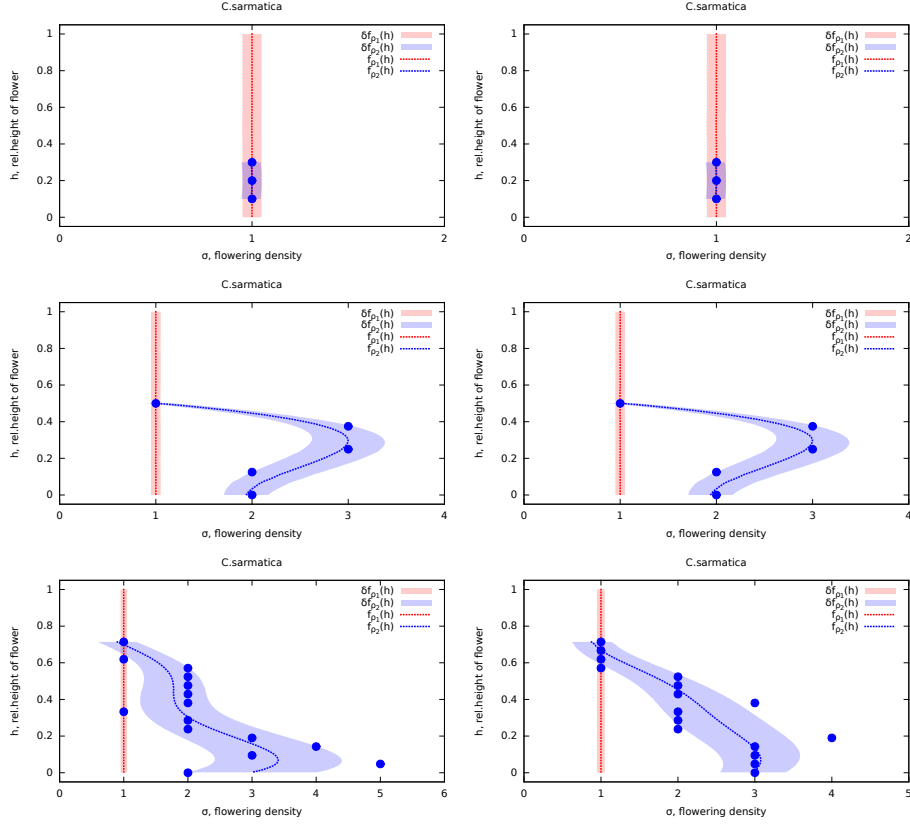 C.sarmatica
δfρ₁(h)
δfρ₂(h)
fρ₁(h)
fρ₂(h)
h, rel.height of flower
1
0.8
0.6
0.4
0.2
0
0 1 2
σ, flowering density
C.sarmatica
δfρ₁(h)
δfρ₂(h)
fρ₁(h)
fρ₂(h)
h, rel.height of flower
1
0.8
0.6
0.4
0.2
0
0 1 2
σ, flowering density
C.sarmatica
δfρ₁(h)
δfρ₂(h)
fρ₁(h)
fρ₂(h)
h, rel.height of flower
1
0.8
0.6
0.4
0.2
0
0 1 2 3 4
σ, flowering density
C.sarmatica
δfρ₁(h)
δfρ₂(h)
fρ₁(h)
fρ₂(h)
h, rel.height of flower
1
0.8
0.6
0.4
0.2
0
0 1 2 3 4 5
σ, flowering density
C.sarmatica
δfρ₁(h)
δfρ₂(h)
fρ₁(h)
fρ₂(h)
h, rel.height of flower
1
0.8
0.6
0.4
0.2
0
0 1 2 3 4 5 6
σ, flowering density
C.sarmatica
δfρ₁(h)
δfρ₂(h)
fρ₁(h)
fρ₂(h)
h, rel.height of flower
1
0.8
0.6
0.4
0.2
0
0 1 2 3 4 5
σ, flowering density